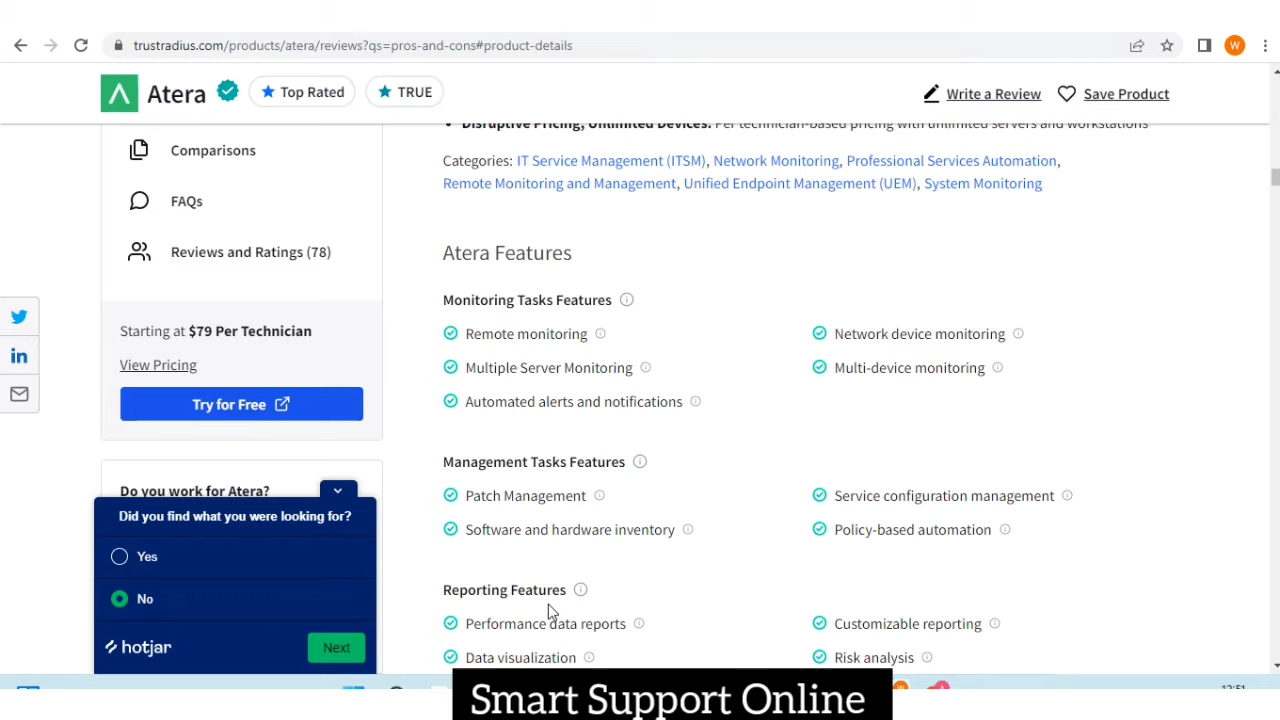 trustradius.com/products/atera/reviews?qs=pros-and-cons#product-details
W
Atera
Top Rated
TRUE
Write a Review
Save Product
Disruptive Pricing, Unlimited Devices: Per technician-based pricing with unlimited servers and workstations
Comparisons
FAQs
Reviews and Ratings (78)
Starting at $79 Per Technician
View Pricing
Try for Free
in
Do you work for Atera?
Did you find what you were looking for?
Yes
No
hotjar
Next
Categories: IT Service Management (ITSM), Network Monitoring, Professional Services Automation,
Remote Monitoring and Management, Unified Endpoint Management (UEM), System Monitoring
Atera Features
Monitoring Tasks Features
Remote monitoring
Network device monitoring
Multiple Server Monitoring
Multi-device monitoring
Automated alerts and notifications
Management Tasks Features
Patch Management
Service configuration management
Software and hardware inventory
Policy-based automation
Reporting Features
Performance data reports
Customizable reporting
Data visualization
Risk analysis
Smart Support Online
12:51